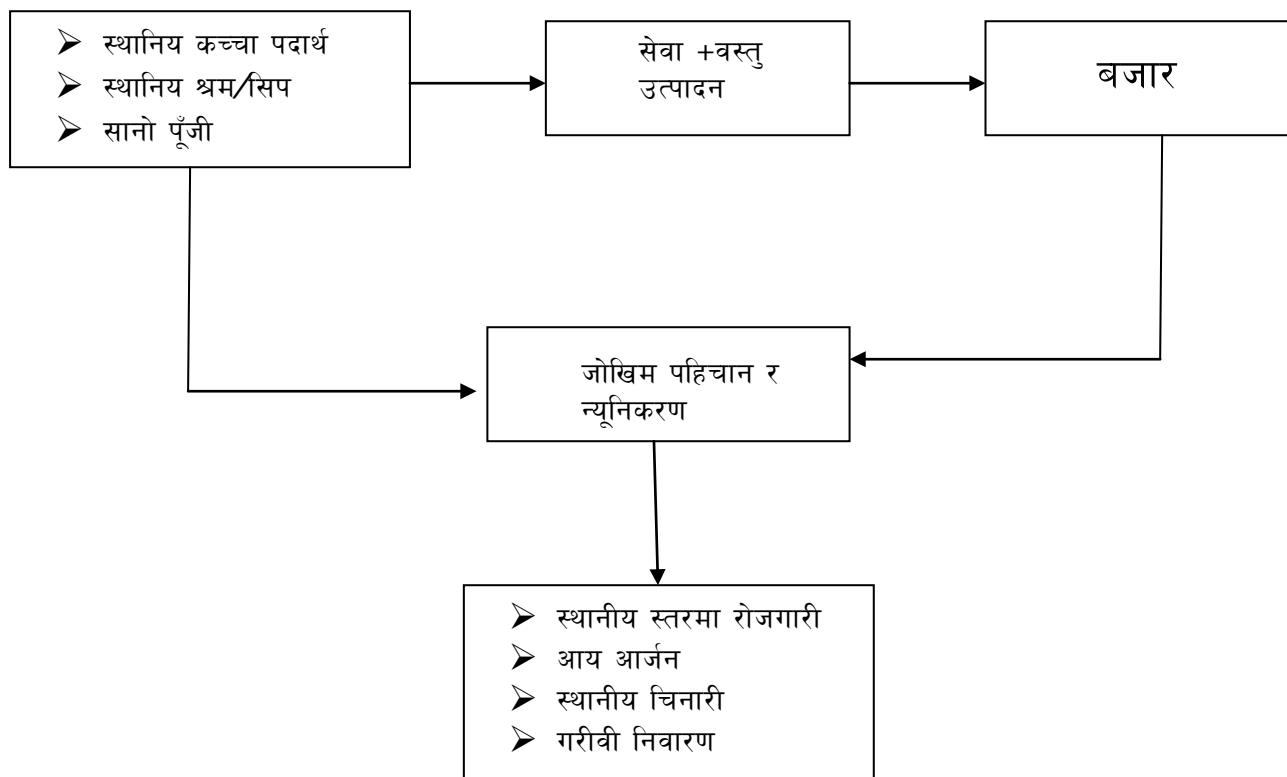 स्थानिय कच्चा पदार्थ
स्थानिय श्रम/सिप
सानो पूँजी
सेवा +वस्तु
उत्पादन
बजार
जोखिम पहिचान र
न्यूनिकरण
स्थानीय स्तरमा रोजगारी
आय आर्जन
स्थानीय चिनारी
गरीवी निवारण